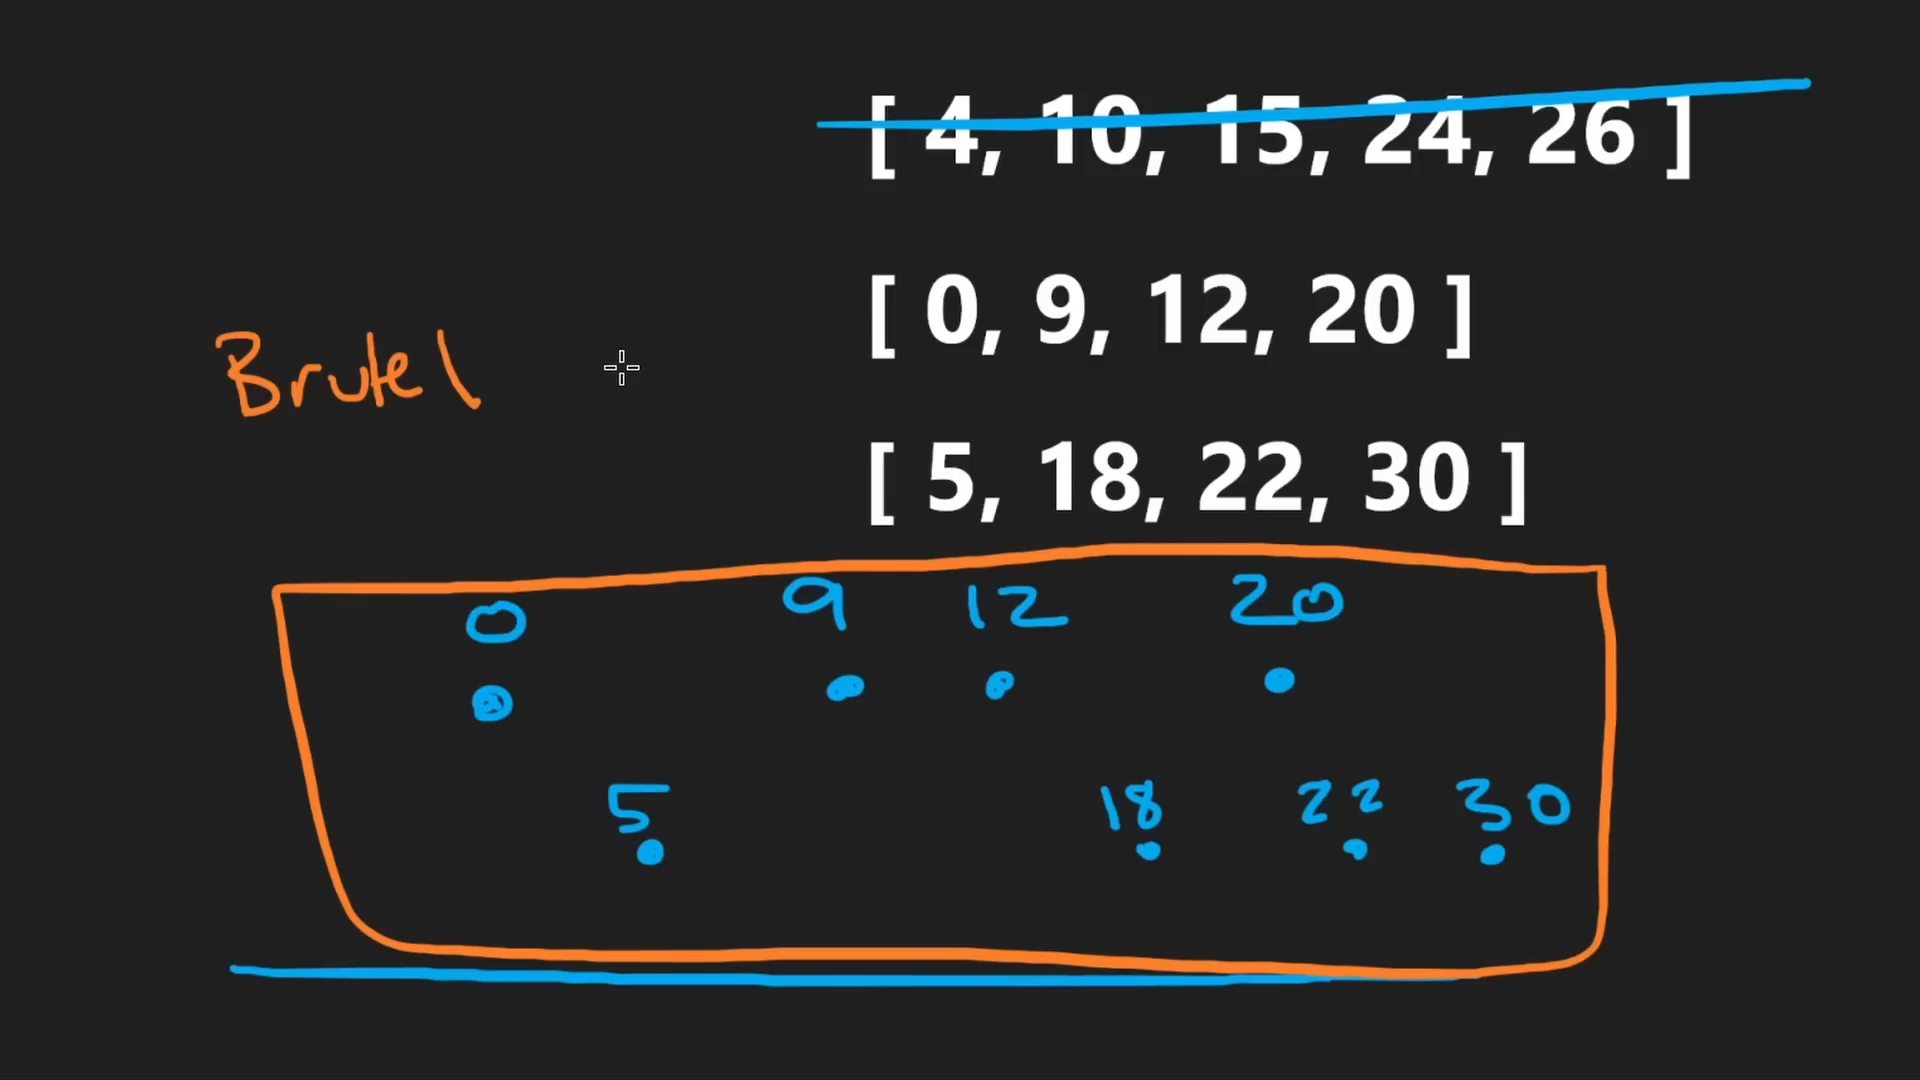 [ 4, 10, 15, 24, 26 ]
[ 0, 9, 12, 20 ]
Brute
[ 5, 18, 22, 30 ]
0 9 12 20
5 18 22 30